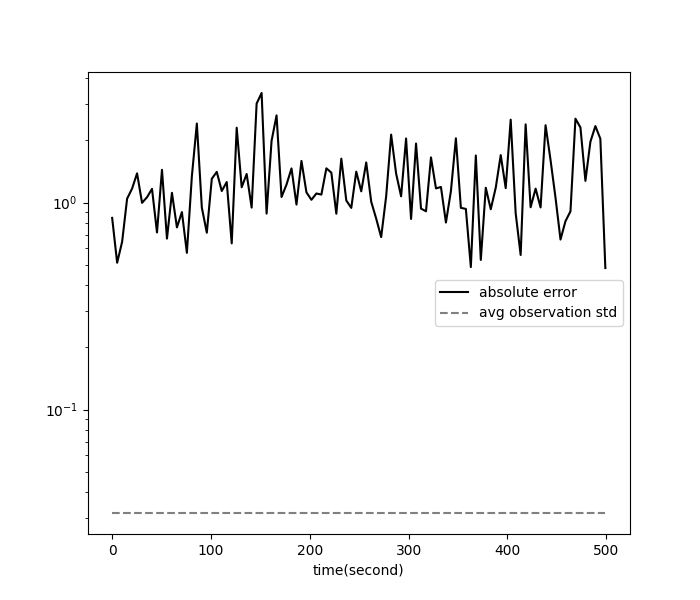 10⁰
absolute error
avg observation std
10⁻¹
0 100 200 300 400 500
time(second)